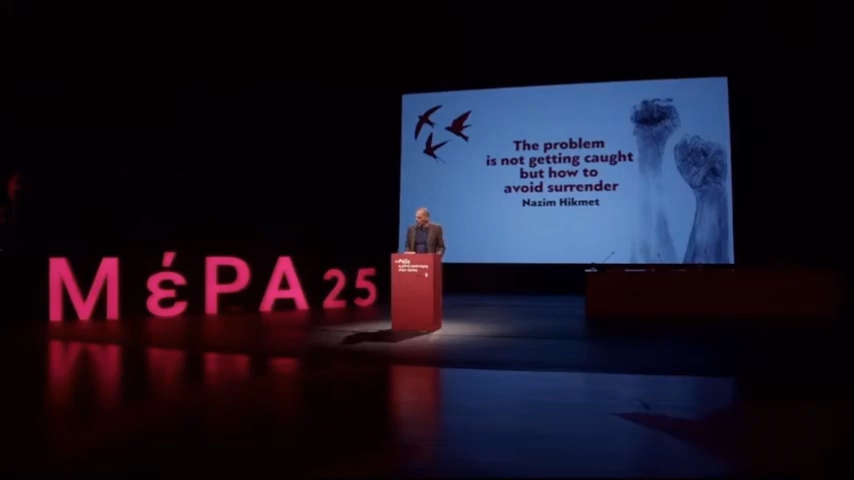 The problem
is not getting caught
but how to
avoid surrender
Nazim Hikmet
ΜέΡΑ25